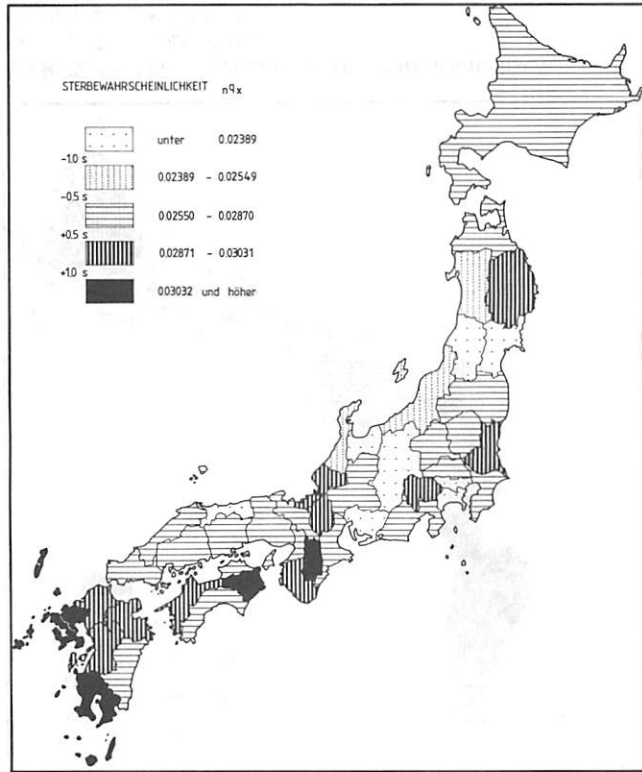 STERBEWAHRSCHEINLICHKEIT nqx
unter 0.02389
-1.0 s
0.02389 - 0.02549
-0.5 s
0.02550 - 0.02870
+0.5 s
0.02871 - 0.03031
+1.0 s
0.03032 und höher